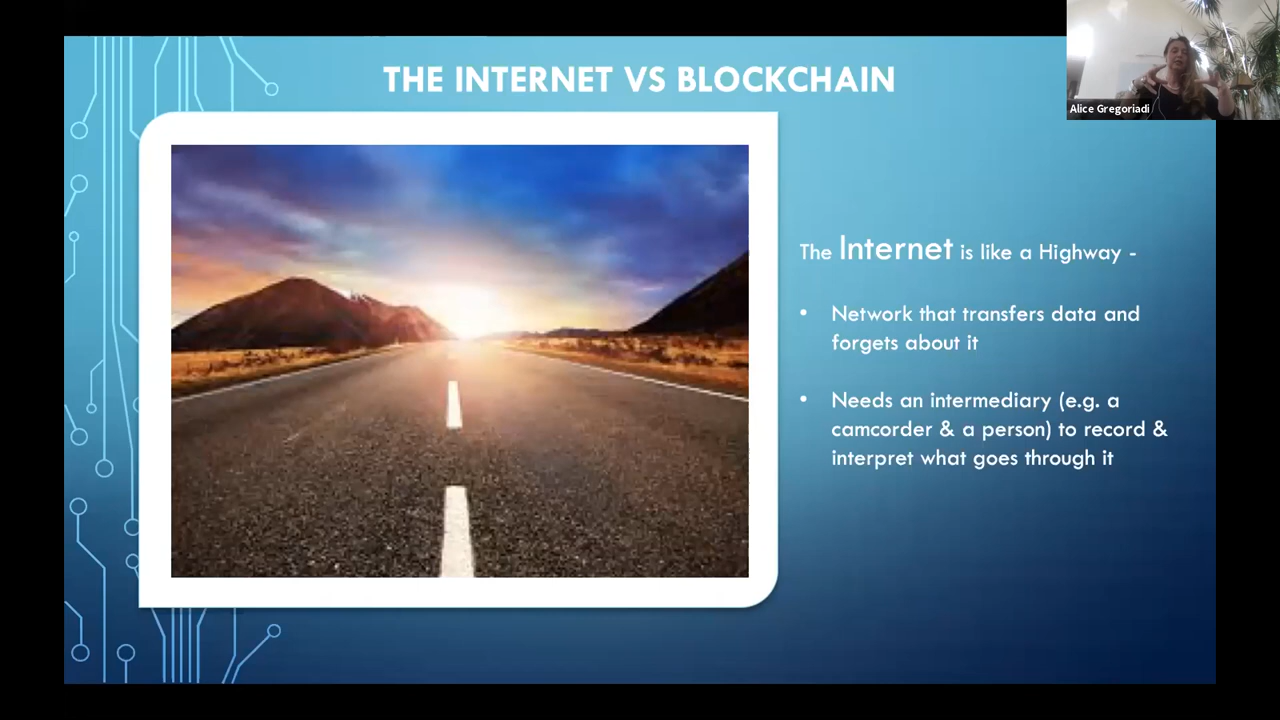 THE INTERNET VS BLOCKCHAIN
Alice Gregoriadi
The Internet is like a Highway -
• Network that transfers data and
forgets about it
• Needs an intermediary (e.g. a
camcorder & a person) to record &
interpret what goes through it